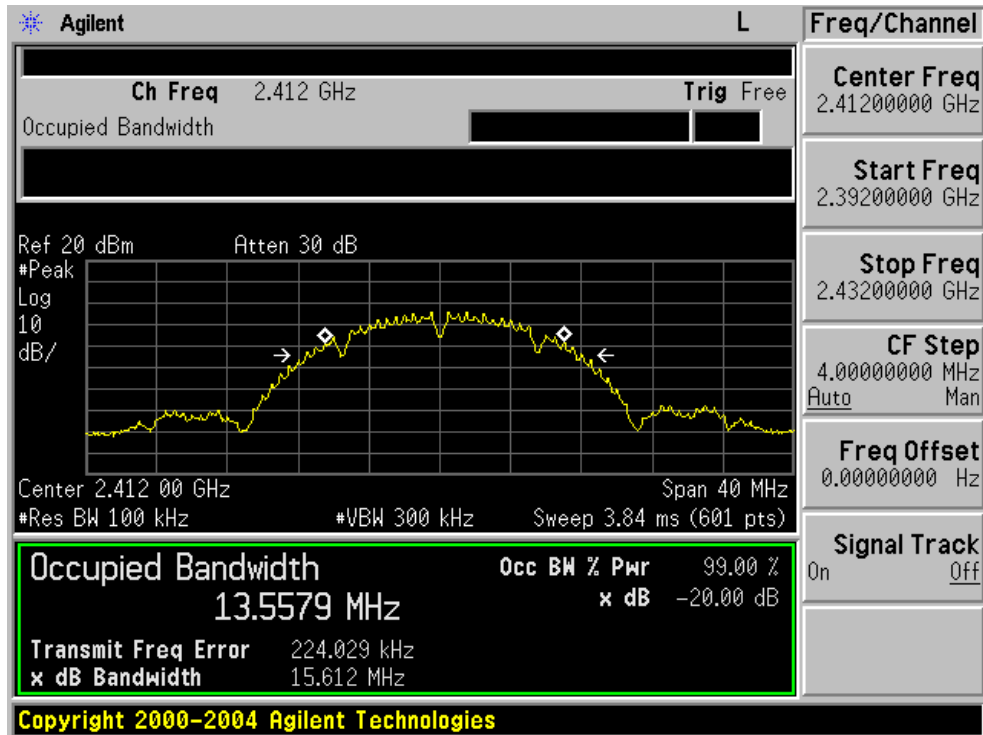 Agilent L
Ch Freq 2.412 GHz Trig Free
Occupied Bandwidth
Ref 20 dBm Atten 30 dB
#Peak
Log
10
dB/
Center 2.412 00 GHz Span 40 MHz
#Res BW 100 kHz #VBW 300 kHz Sweep 3.84 ms (601 pts)
Occupied Bandwidth
13.5579 MHz
Occ BW % Pwr 99.00 %
x dB -20.00 dB
Transmit Freq Error 224.029 kHz
x dB Bandwidth 15.612 MHz
Copyright 2000-2004 Agilent Technologies
Freq/Channel
Center Freq
2.41200000 GHz
Start Freq
2.39200000 GHz
Stop Freq
2.43200000 GHz
CF Step
4.00000000 MHz
Auto Man
Freq Offset
0.00000000 Hz
Signal Track
On Off